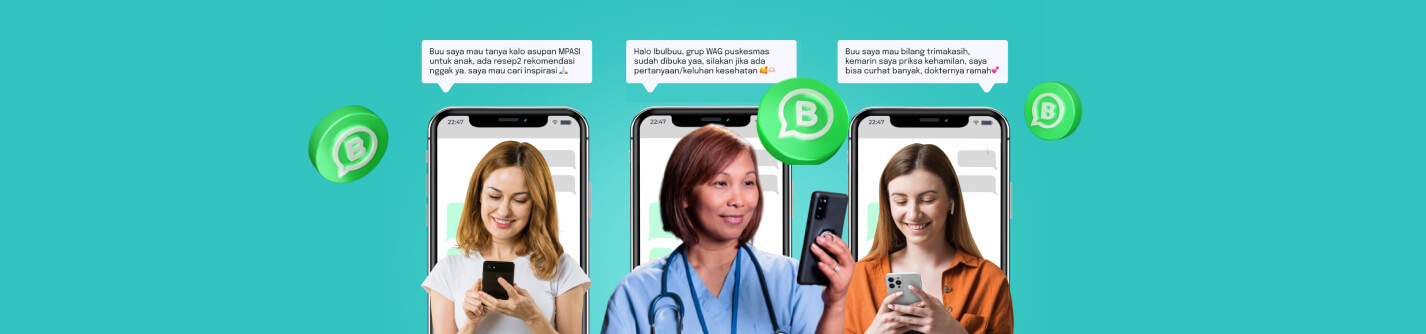 Buu saya mau tanya kalo asupan MPASI
untuk anak, ada resep2 rekomendasi
nggak ya. saya mau cari inspirasi 🙏🏻
Halo Ibuibuu, grup WAG puskesmas
sudah dibuka yaa, silakan jika ada
pertanyaan/keluhan kesehatan 🥰🫶🏻
Buu saya mau bilang trimakasih,
kemarin saya priksa kehamilan, saya
bisa curhat banyak, dokternya ramah💕
22:47
22:47
22:47
B
B
B